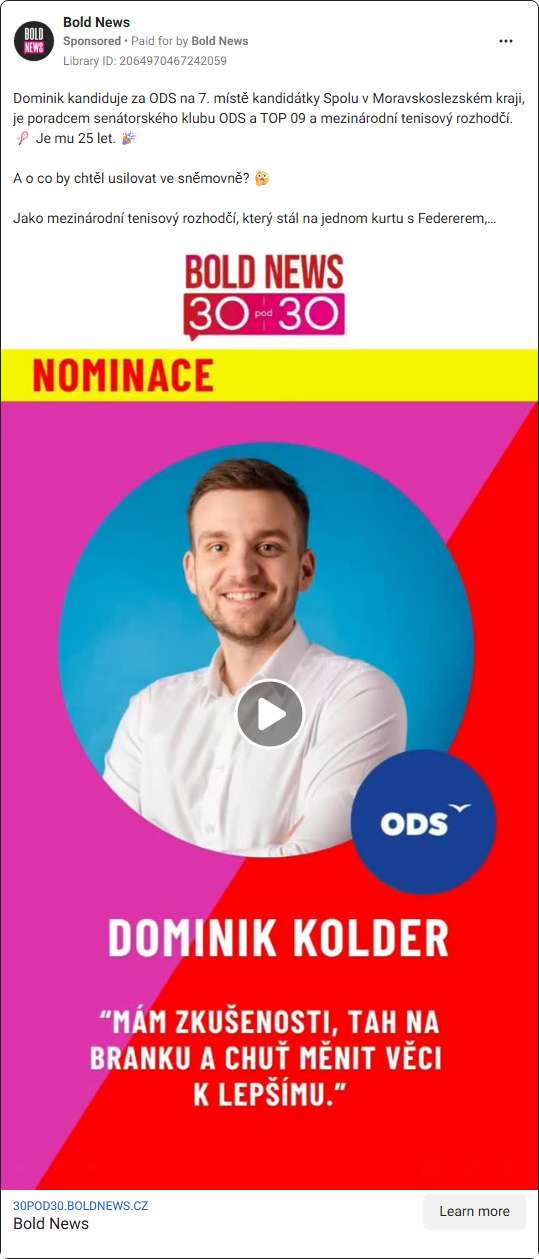 Bold News
Sponsored • Paid for by Bold News
Library ID: 2064970467242059
Dominik kandiduje za ODS na 7. místě kandidátky Spolu v Moravskoslezském kraji,
je poradcem senátorského klubu ODS a TOP 09 a mezinárodní tenisový rozhodčí.
🎾 Je mu 25 let. 🎉
A o co by chtěl usilovat ve sněmovně? 🤔
Jako mezinárodní tenisový rozhodčí, který stál na jednom kurtu s Federerem,...
BOLD NEWS
30 pod 30
NOMINACE
ODS
DOMINIK KOLDER
“MÁM ZKUŠENOSTI, TAH NA
BRANKU A CHUŤ MĚNIT VĚCI
K LEPŠÍMU.”
30POD30.BOLDNEWS.CZ
Bold News
Learn more